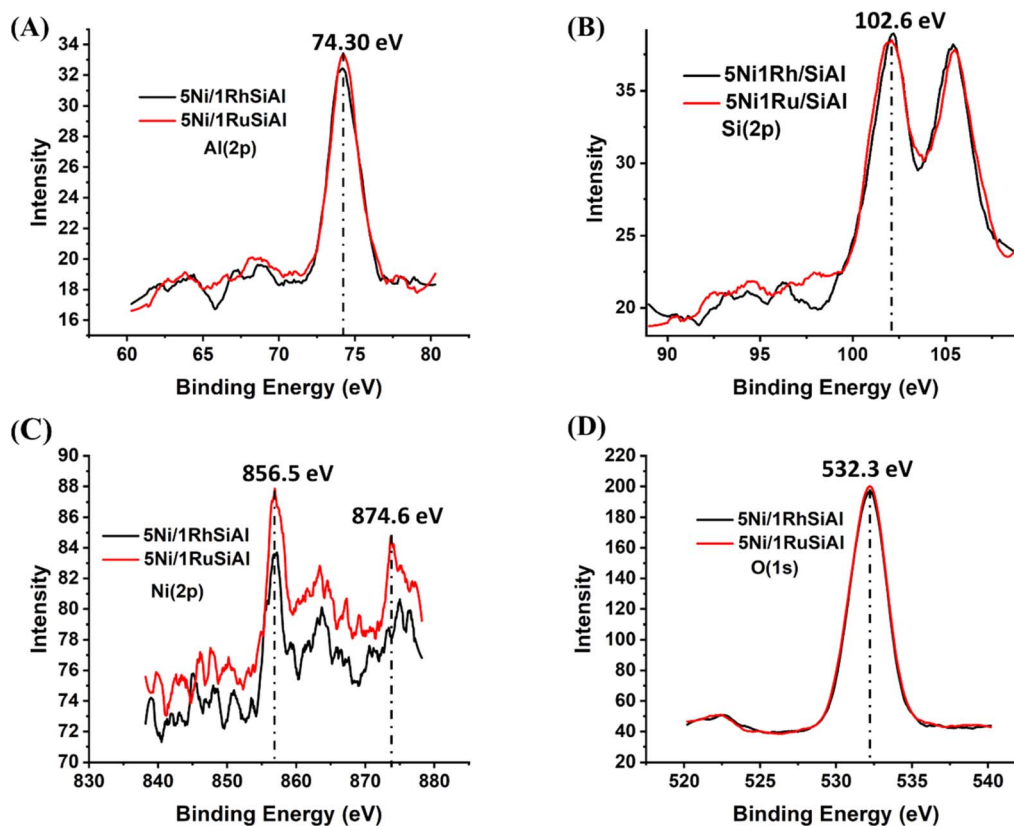 (A)
74.30 eV
34
32
30
28
26
24
22
20
18
16
Intensity
5Ni/1RhSiAl
5Ni/1RuSiAl
Al(2p)
60 65 70 75 80
Binding Energy (eV)
(B)
102.6 eV
35
30
25
20
Intensity
5Ni1Rh/SiAl
5Ni1Ru/SiAl
Si(2p)
90 95 100 105
Binding Energy (eV)
(C)
856.5 eV
874.6 eV
90
88
86
84
82
80
78
76
74
72
70
Intensity
5Ni/1RhSiAl
5Ni/1RuSiAl
Ni(2p)
830 840 850 860 870 880
Binding Energy (eV)
(D)
532.3 eV
220
200
180
160
140
120
100
80
60
40
20
Intensity
5Ni/1RhSiAl
5Ni/1RuSiAl
O(1s)
520 525 530 535 540
Binding Energy (eV)